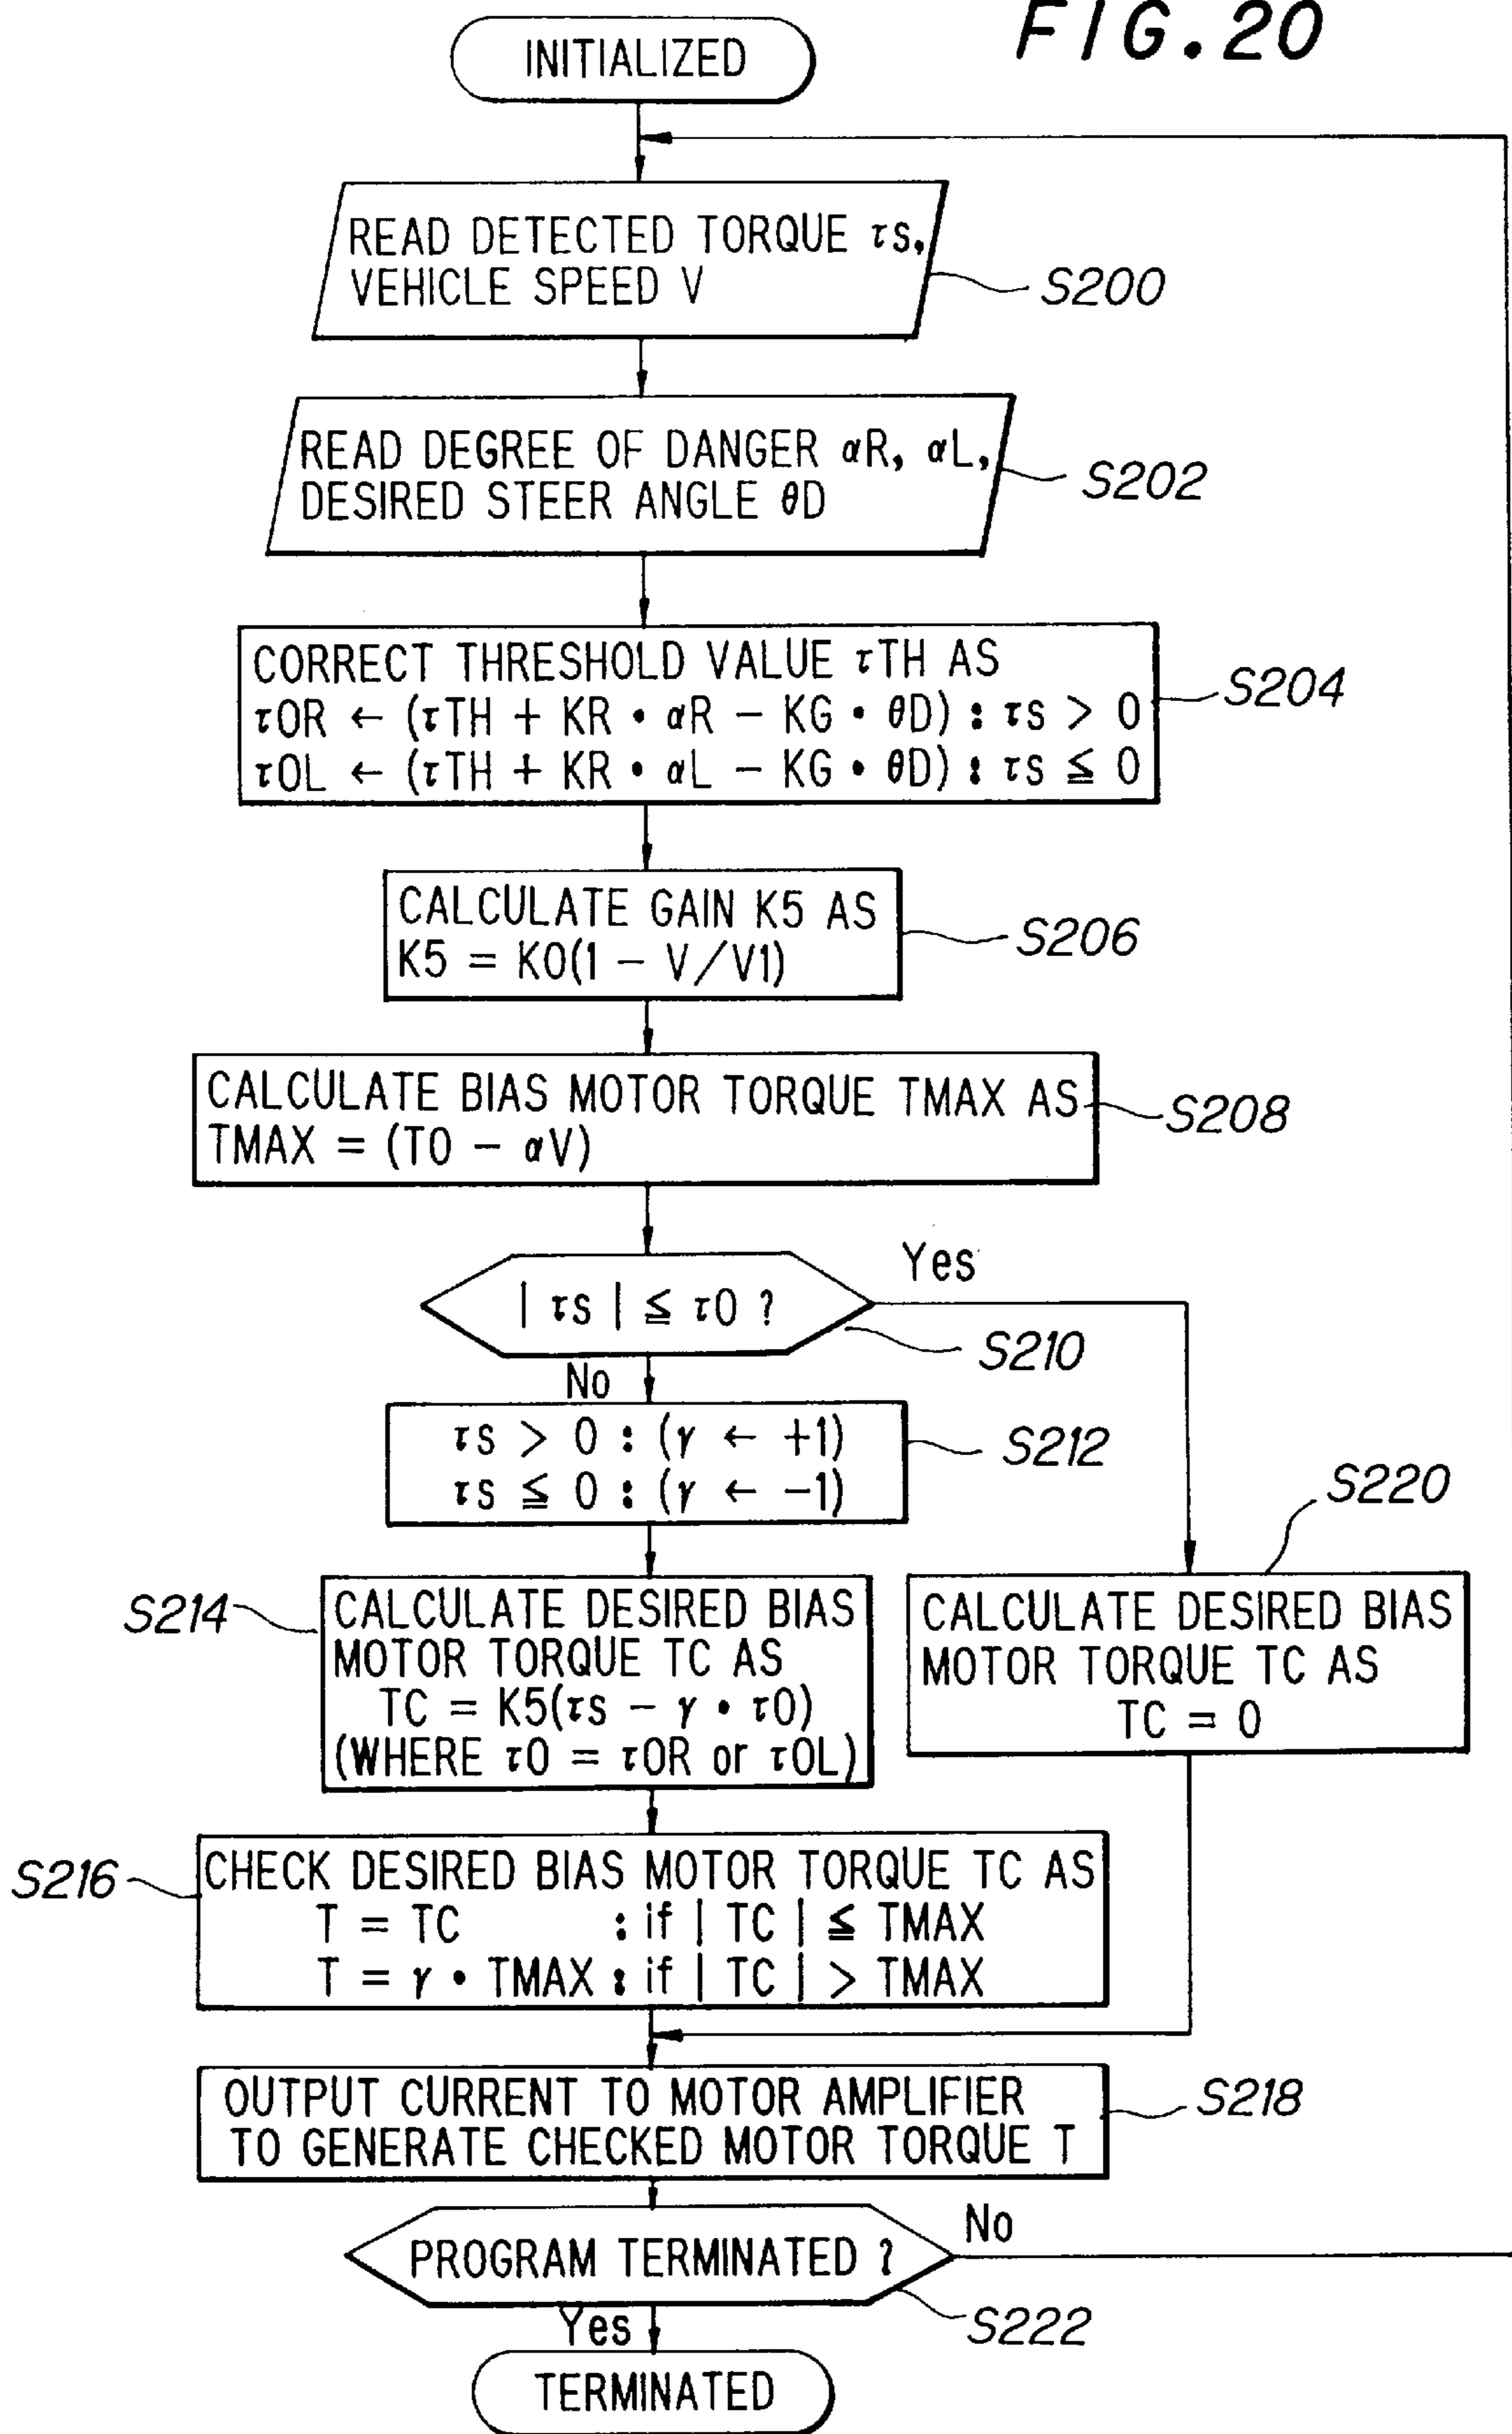 FIG.20
INITIALIZED
READ DETECTED TORQUE τs,
VEHICLE SPEED V
S200
READ DEGREE OF DANGER αR, αL,
DESIRED STEER ANGLE θD
S202
CORRECT THRESHOLD VALUE τTH AS
τOR ← (τTH + KR • αR − KG • θD) : τs > 0
τOL ← (τTH + KR • αL − KG • θD) : τs ≦ 0
S204
CALCULATE GAIN K5 AS
K5 = K0(1 − V/V1)
S206
CALCULATE BIAS MOTOR TORQUE TMAX AS
TMAX = (T0 − αV)
S208
| τs | ≦ τ0 ?
Yes
S210
No
τs > 0 : (γ ← +1)
τs ≦ 0 : (γ ← −1)
S212
S220
S214
CALCULATE DESIRED BIAS
MOTOR TORQUE TC AS
TC = K5(τs − γ • τ0)
(WHERE τ0 = τOR or τOL)
CALCULATE DESIRED BIAS
MOTOR TORQUE TC AS
TC = 0
S216
CHECK DESIRED BIAS MOTOR TORQUE TC AS
T = TC : if | TC | ≦ TMAX
T = γ • TMAX : if | TC | > TMAX
OUTPUT CURRENT TO MOTOR AMPLIFIER
TO GENERATE CHECKED MOTOR TORQUE T
S218
PROGRAM TERMINATED ?
No
S222
Yes
TERMINATED